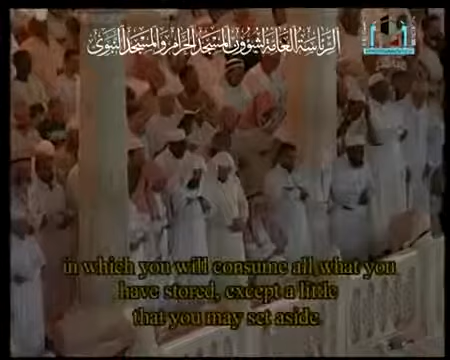 الرئاسة العامة لشؤون المسجد الحرام والمسجد النبوي
in which you will consume all what you
have stored, except a little
that you may set aside.